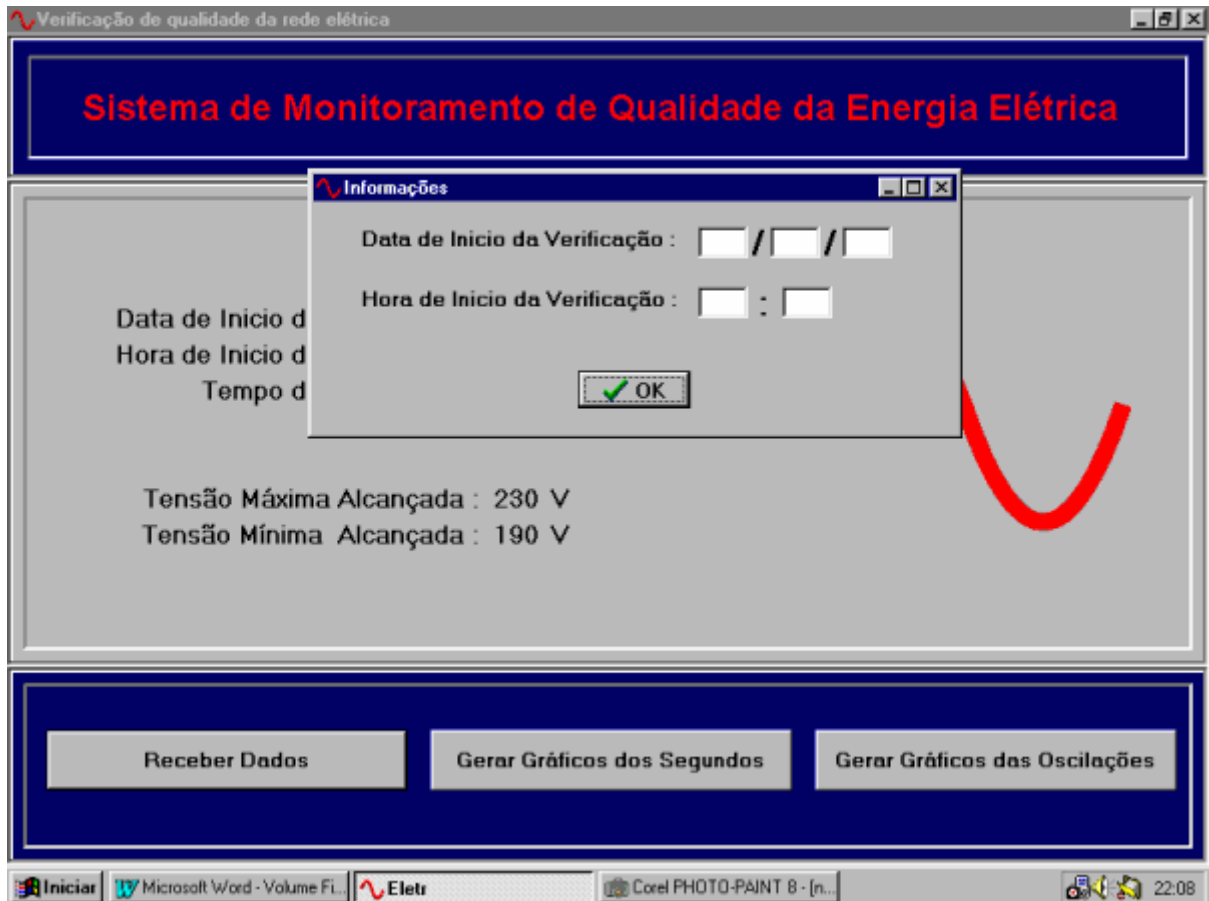 Verificação de qualidade da rede elétrica
Sistema de Monitoramento de Qualidade da Energia Elétrica
Informações
Data de Inicio da Verificação : / /
Hora de Inicio da Verificação : :
OK
Data de Inicio d
Hora de Inicio d
Tempo d
Tensão Máxima Alcançada : 230 V
Tensão Mínima Alcançada : 190 V
Receber Dados Gerar Gráficos dos Segundos Gerar Gráficos das Oscilações
Iniciar Microsoft Word - Volume Fi... Eletr Corel PHOTO-PAINT 8 - [n... 22:08